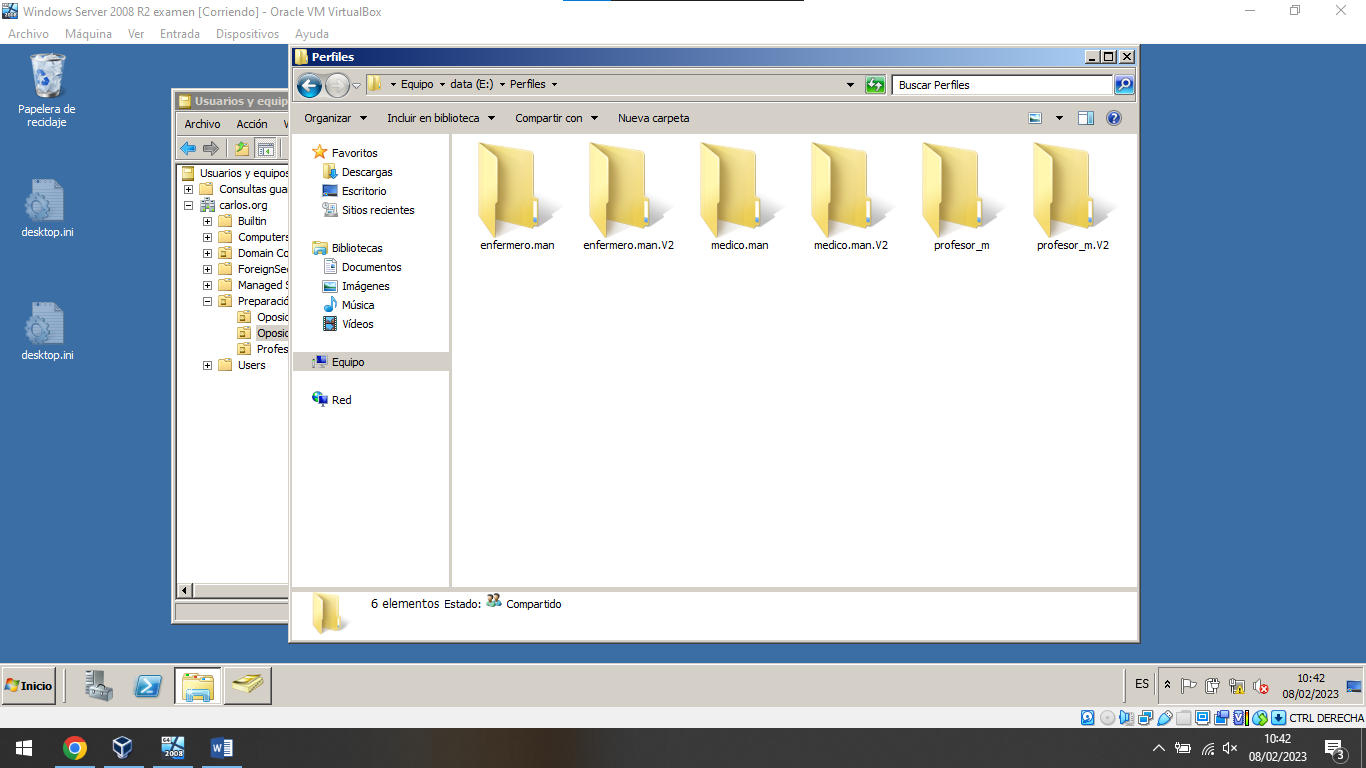 Windows Server 2008 R2 examen [Corriendo] - Oracle VM VirtualBox
Archivo Máquina Ver Entrada Dispositivos Ayuda
Papelera de
reciclaje
desktop.ini
desktop.ini
Usuarios y equip
Archivo Acción
Usuarios y equipos
Consultas gua
carlos.org
Builtin
Computers
Domain Co
ForeignSec
Managed S
Preparació
Oposic
Oposic
Profes
Users
Perfiles
Equipo data (E:) Perfiles
Buscar Perfiles
Organizar Incluir en biblioteca Compartir con Nueva carpeta
Favoritos
Descargas
Escritorio
Sitios recientes
Bibliotecas
Documentos
Imágenes
Música
Vídeos
Equipo
Red
enfermero.man enfermero.man.V2 medico.man medico.man.V2 profesor_m profesor_m.V2
6 elementos Estado: Compartido
Inicio
ES
10:42
08/02/2023
CTRL DERECHA
2008
10:42
08/02/2023
3